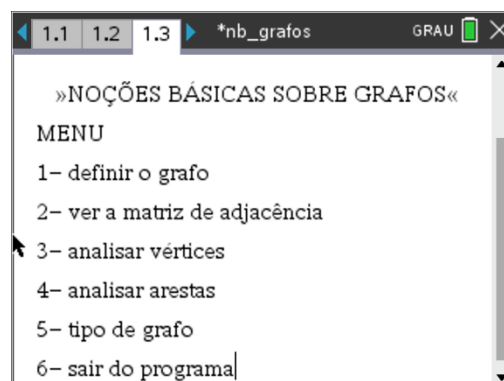 1.1 1.2 1.3 *nb_grafos GRAU
»NOÇÕES BÁSICAS SOBRE GRAFOS«
MENU
1– definir o grafo
2– ver a matriz de adjacência
3– analisar vértices
4– analisar arestas
5– tipo de grafo
6– sair do programa